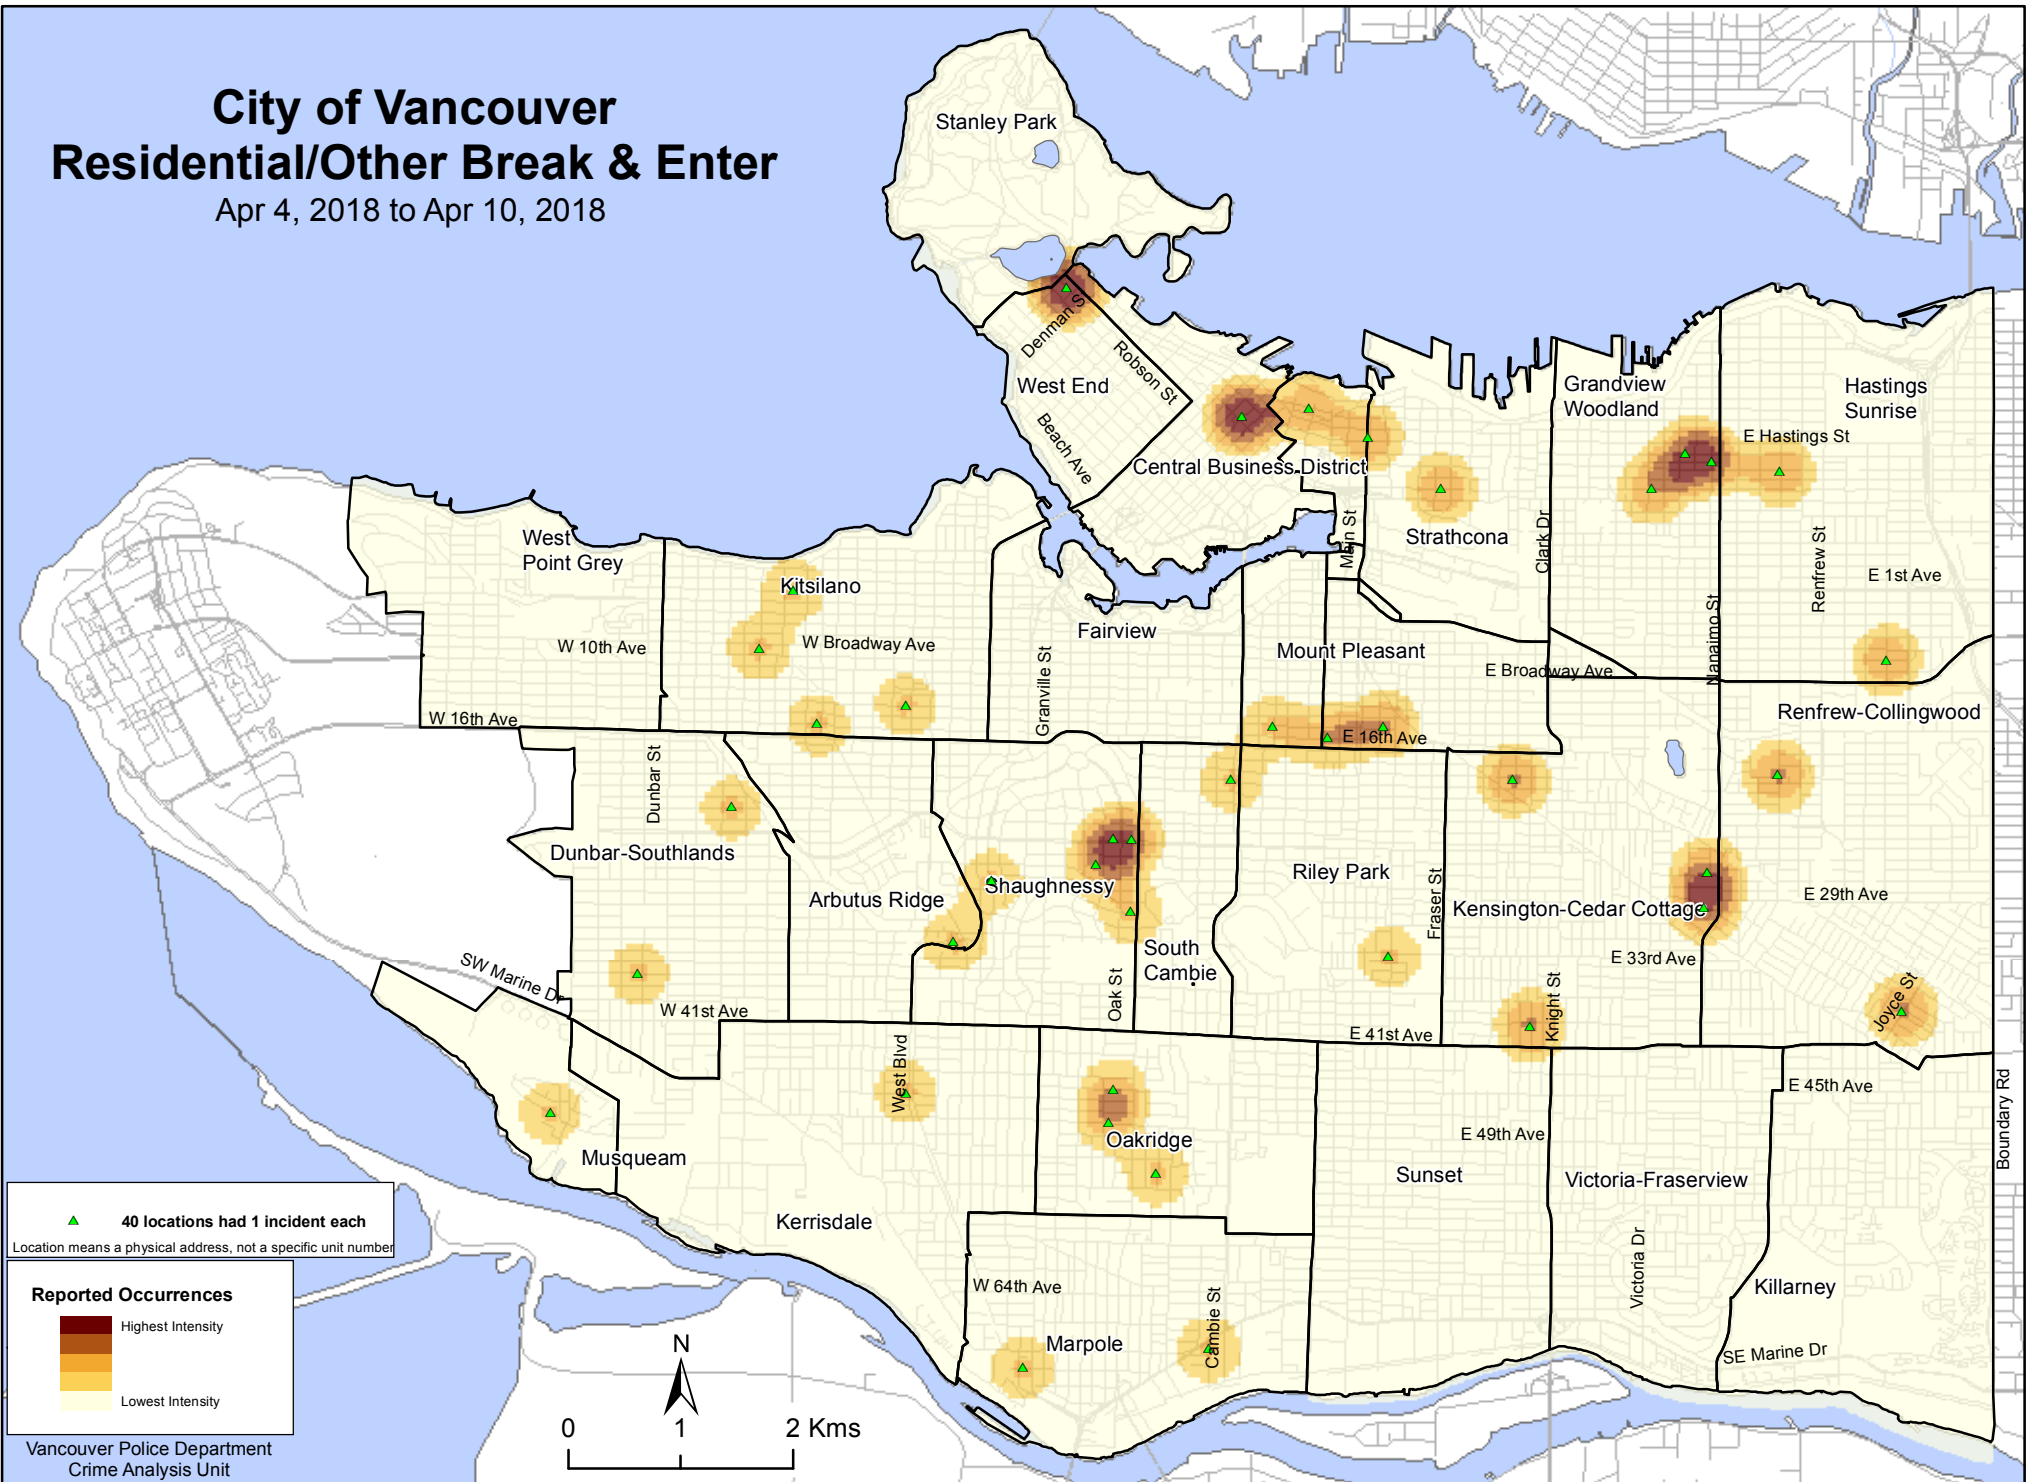 City of Vancouver
Residential/Other Break & Enter
Apr 4, 2018 to Apr 10, 2018
Stanley Park
Denman S
Robson St
West End
Beach Ave
Central Business District
Grandview
Woodland
Hastings
Sunrise
E Hastings St
Main St
Strathcona
Clark Dr
Nanaimo St
Renfrew St
E 1st Ave
West
Point Grey
Kitsilano
W 10th Ave
W Broadway Ave
Fairview
Granville St
Mount Pleasant
E Broadway Ave
W 16th Ave
E 16th Ave
Renfrew-Collingwood
Dunbar St
Dunbar-Southlands
Arbutus Ridge
Shaughnessy
Riley Park
Fraser St
Kensington-Cedar Cottage
E 29th Ave
South
Cambie
Oak St
E 33rd Ave
SW Marine Dr
W 41st Ave
E 41st Ave
Knight St
Joyce St
West Blvd
E 45th Ave
Boundary Rd
Musqueam
Oakridge
E 49th Ave
Sunset
Victoria-Fraserview
Kerrisdale
Victoria Dr
Killarney
W 64th Ave
Cambie St
Marpole
SE Marine Dr
40 locations had 1 incident each
Location means a physical address, not a specific unit number
Reported Occurrences
Highest Intensity
Lowest Intensity
Vancouver Police Department
Crime Analysis Unit
N
0 1 2 Kms